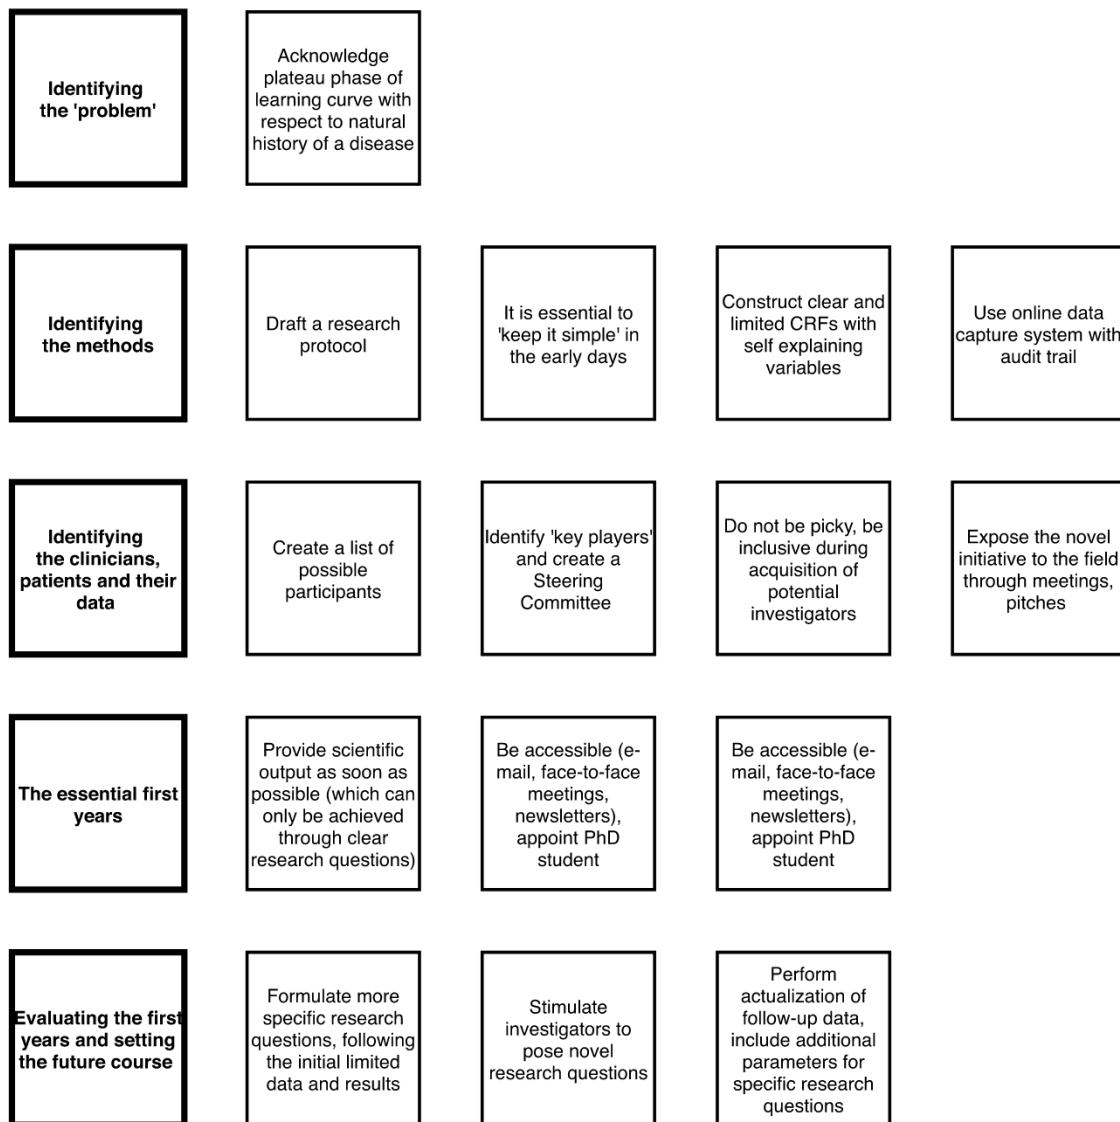 Identifying
the 'problem'
Acknowledge
plateau phase of
learning curve with
respect to natural
history of a disease
Identifying
the methods
Draft a research
protocol
It is essential to
'keep it simple' in
the early days
Construct clear and
limited CRFs with
self explaining
variables
Use online data
capture system with
audit trail
Identifying
the clinicians,
patients and their
data
Create a list of
possible
participants
Identify 'key players'
and create a
Steering
Committee
Do not be picky, be
inclusive during
acquisition of
potential
investigators
Expose the novel
initiative to the field
through meetings,
pitches
The essential first
years
Provide scientific
output as soon as
possible (which can
only be achieved
through clear
research questions)
Be accessible (e-
mail, face-to-face
meetings,
newsletters),
appoint PhD
student
Be accessible (e-
mail, face-to-face
meetings,
newsletters),
appoint PhD
student
Evaluating the first
years and setting
the future course
Formulate more
specific research
questions, following
the initial limited
data and results
Stimulate
investigators to
pose novel
research questions
Perform
actualization of
follow-up data,
include additional
parameters for
specific research
questions